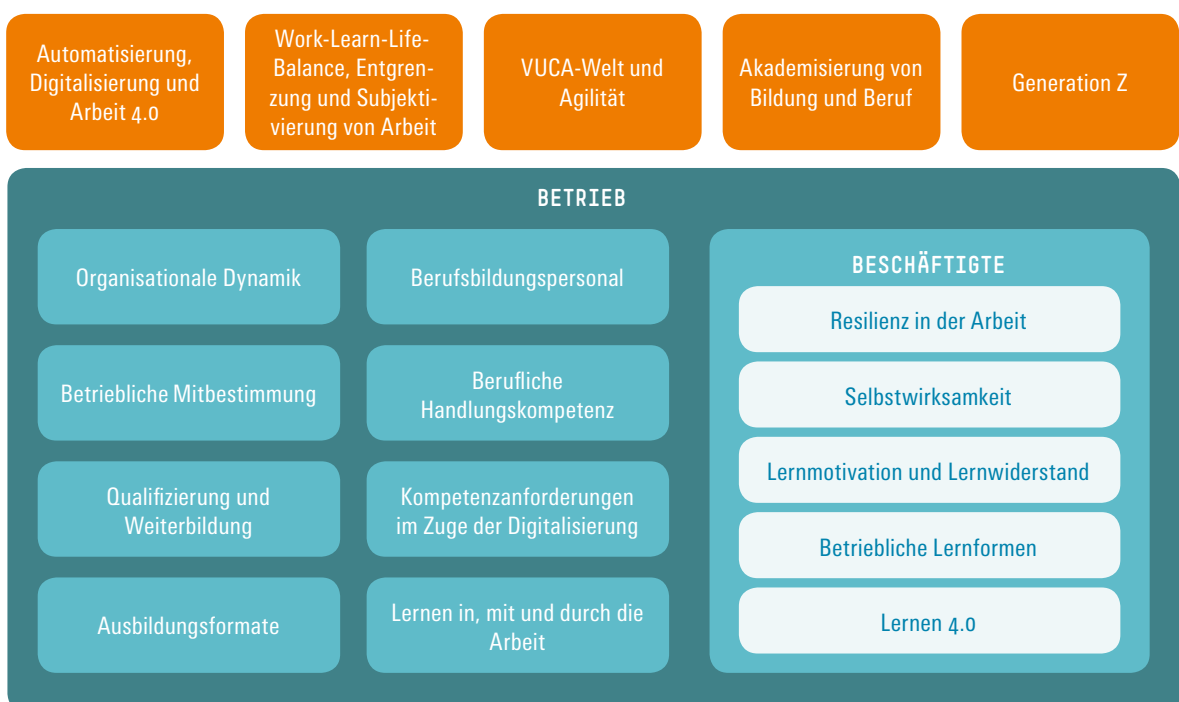 Automatisierung,
Digitalisierung und
Arbeit 4.0
Work-Learn-Life-
Balance, Entgren-
zung und Subjekti-
vierung von Arbeit
VUCA-Welt und
Agilität
Akademisierung von
Bildung und Beruf
Generation Z
BETRIEB
Organisationale Dynamik
Berufsbildungspersonal
Betriebliche Mitbestimmung
Berufliche
Handlungskompetenz
Qualifizierung und
Weiterbildung
Kompetenzanforderungen
im Zuge der Digitalisierung
Ausbildungsformate
Lernen in, mit und durch die
Arbeit
BESCHÄFTIGTE
Resilienz in der Arbeit
Selbstwirksamkeit
Lernmotivation und Lernwiderstand
Betriebliche Lernformen
Lernen 4.0